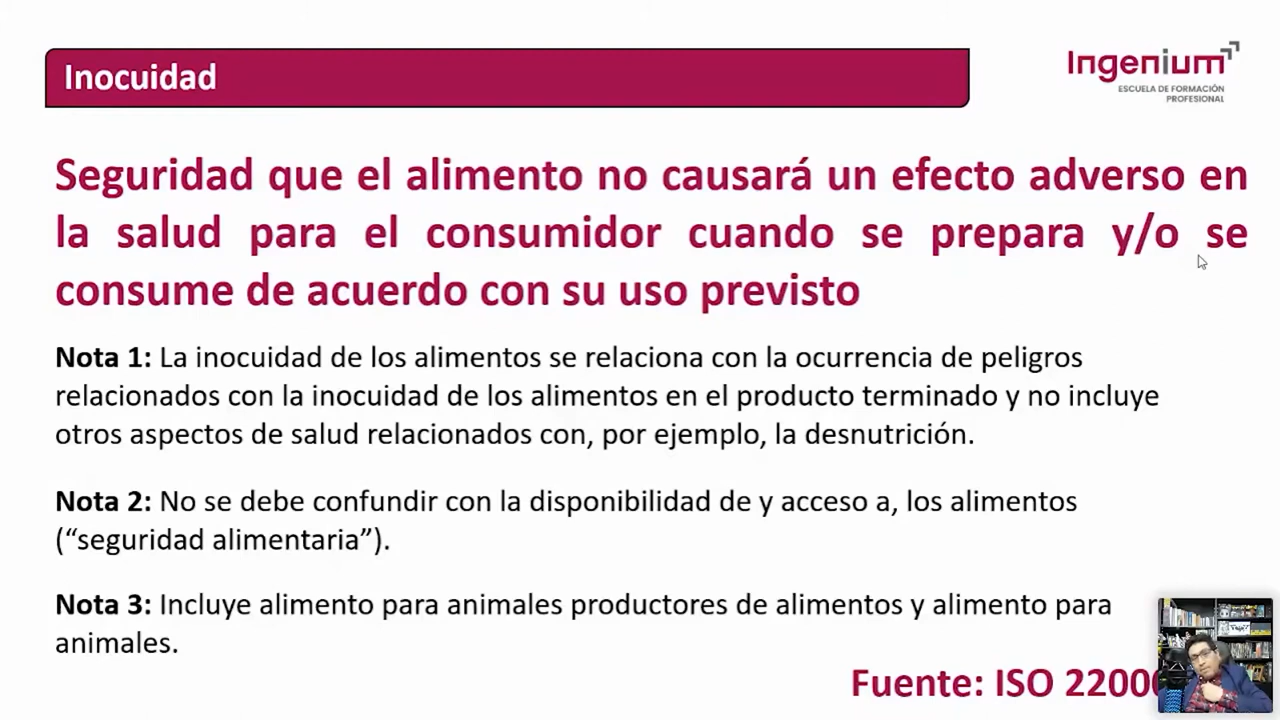 Inocuidad
Ingenium
ESCUELA DE FORMACIÓN
PROFESIONAL
Seguridad que el alimento no causará un efecto adverso en
la salud para el consumidor cuando se prepara y/o se
consume de acuerdo con su uso previsto
Nota 1: La inocuidad de los alimentos se relaciona con la ocurrencia de peligros
relacionados con la inocuidad de los alimentos en el producto terminado y no incluye
otros aspectos de salud relacionados con, por ejemplo, la desnutrición.
Nota 2: No se debe confundir con la disponibilidad de y acceso a, los alimentos
(“seguridad alimentaria”).
Nota 3: Incluye alimento para animales productores de alimentos y alimento para
animales.
Fuente: ISO 22000